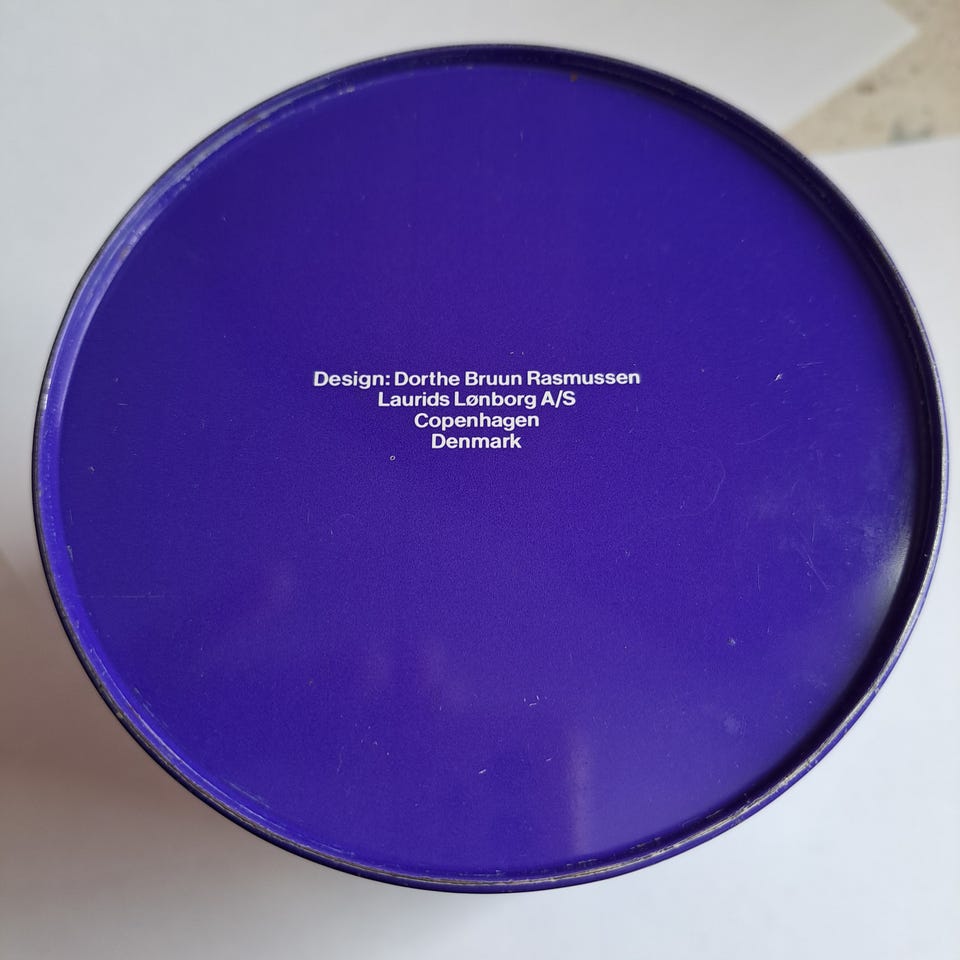 Design: Dorthe Bruun Rasmussen
Laurids Lønborg A/S
Copenhagen
Denmark